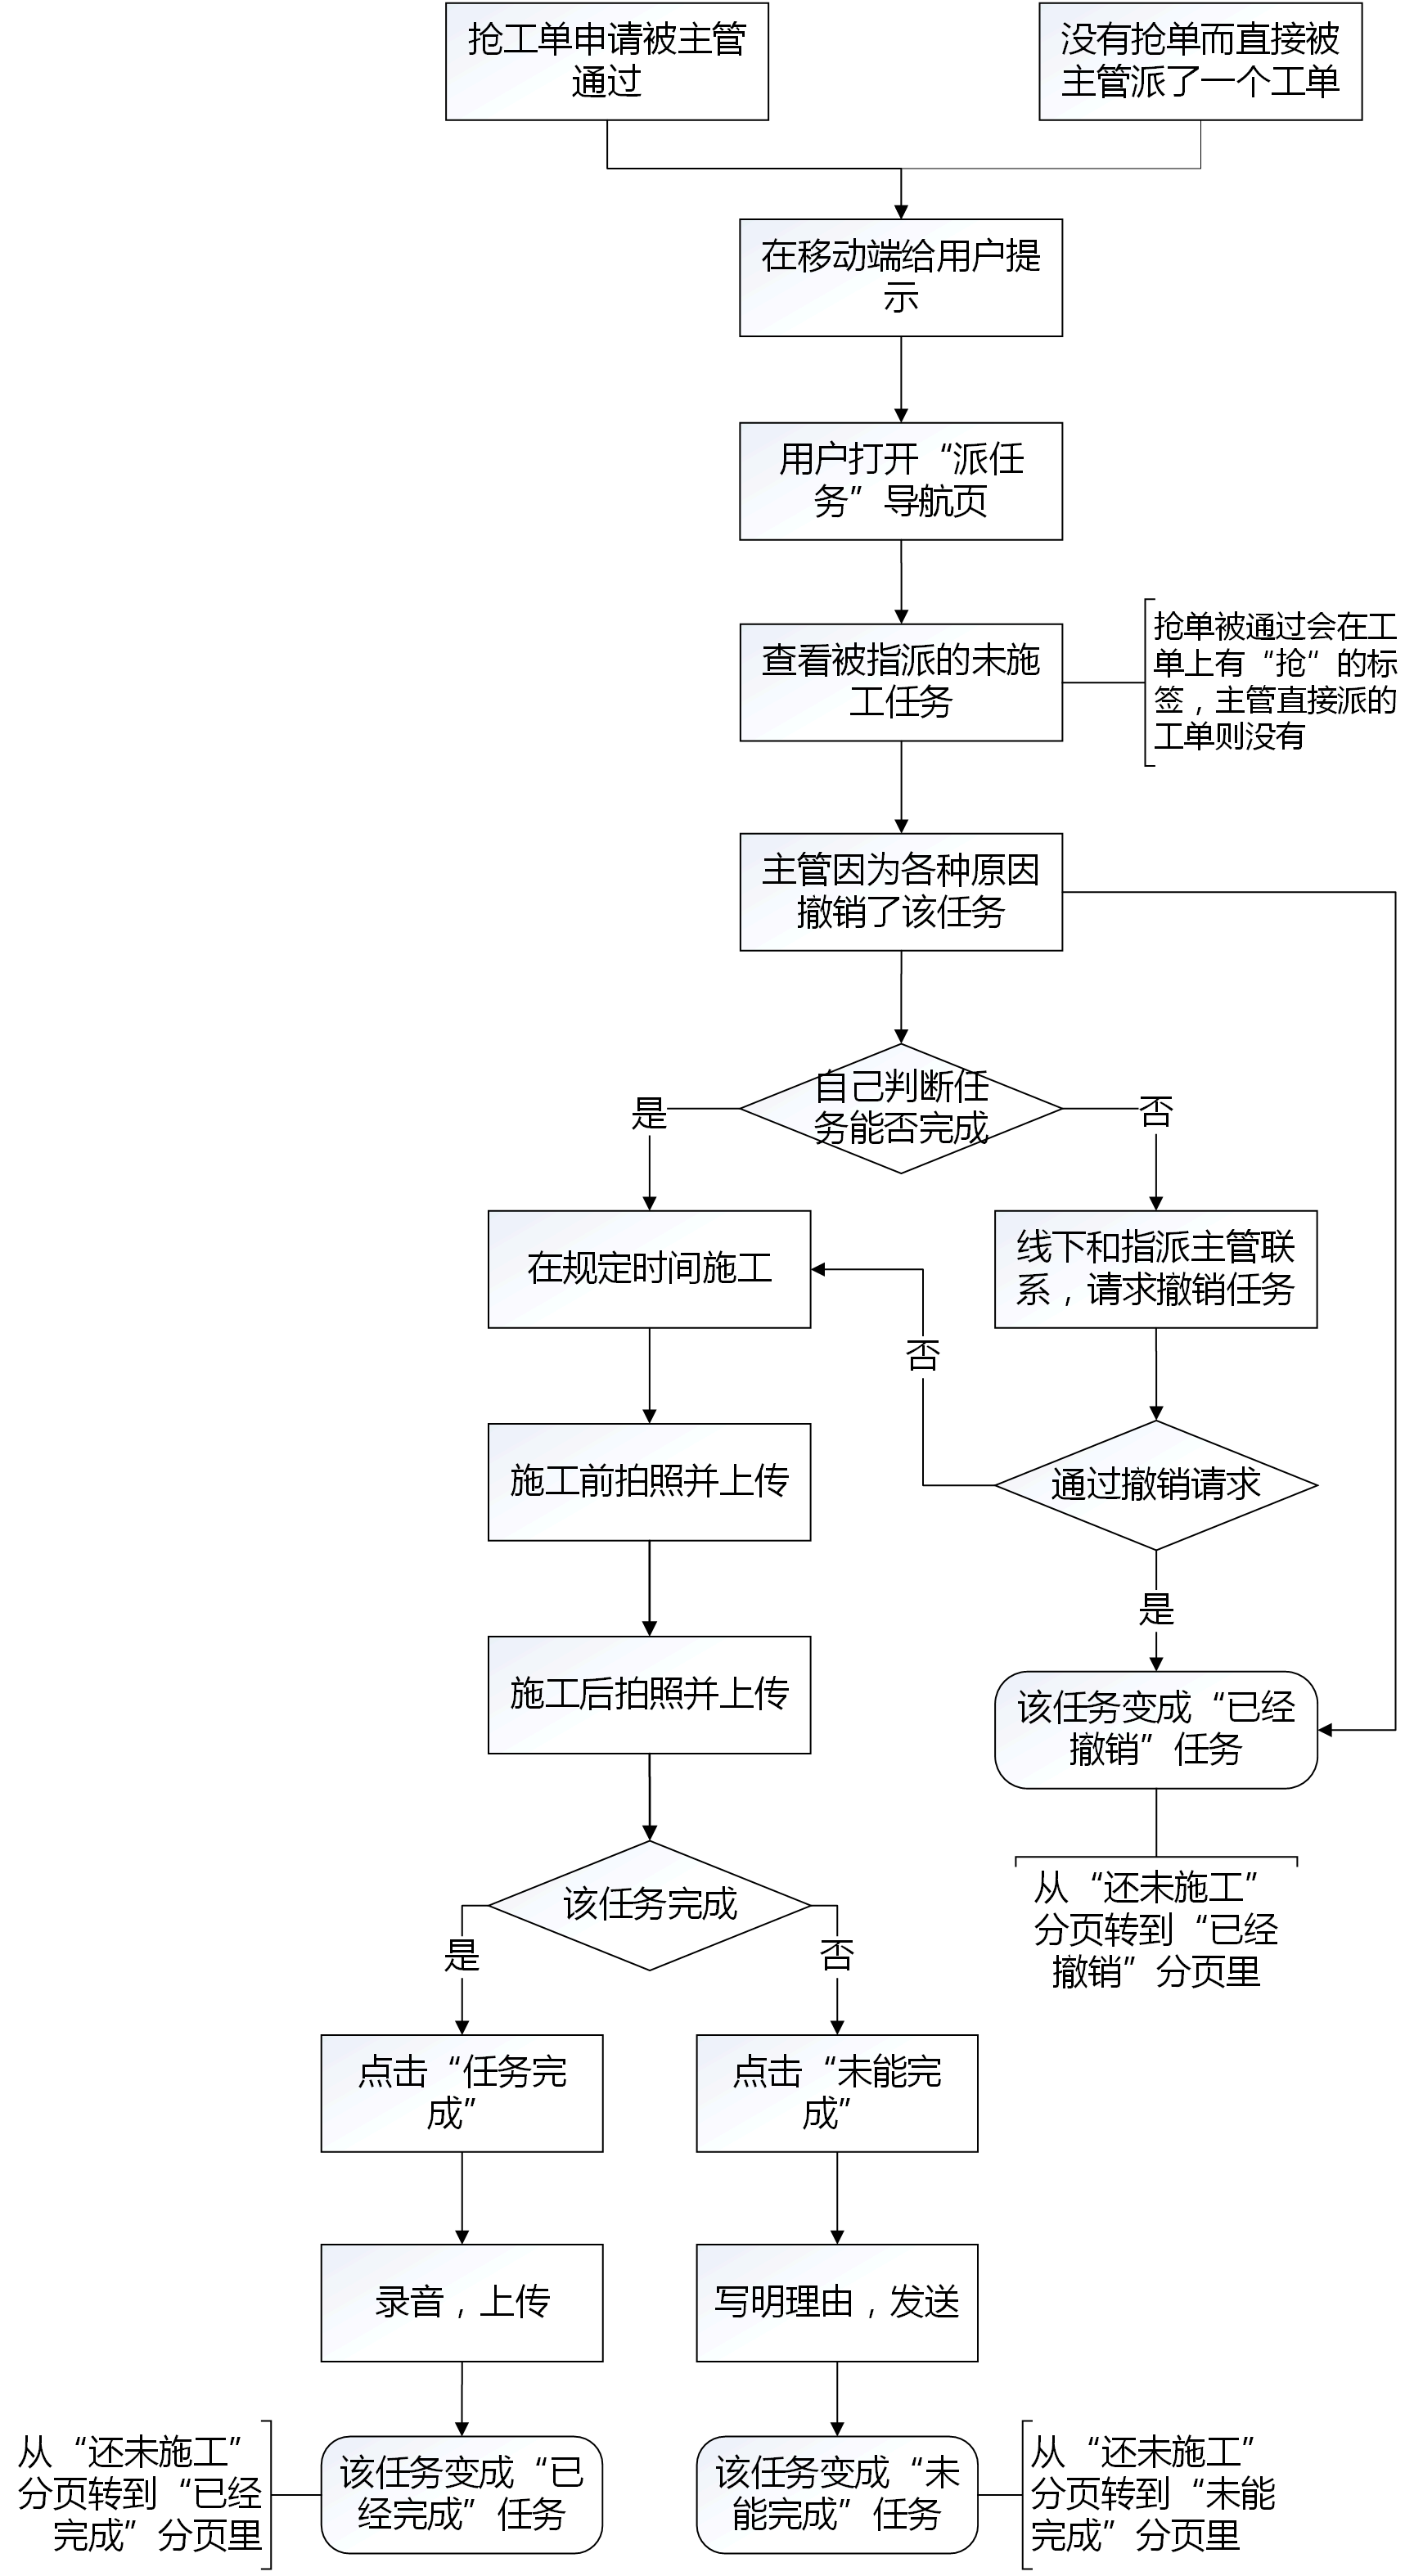 抢工单申请被主管
通过
没有抢单而直接被
主管派了一个工单
在移动端给用户提
示
用户打开“派任
务”导航页
查看被指派的未施
工任务
抢单被通过会在工
单上有“抢”的标
签，主管直接派的
工单则没有
主管因为各种原因
撤销了该任务
自己判断任
务能否完成
是
否
在规定时间施工
线下和指派主管联
系，请求撤销任务
否
施工前拍照并上传
通过撤销请求
是
施工后拍照并上传
该任务变成“已经
撤销”任务
从“还未施工”
分页转到“已经
撤销”分页里
该任务完成
是
否
点击“任务完
成”
点击“未能完
成”
录音，上传
写明理由，发送
从“还未施工”
分页转到“已经
完成”分页里
该任务变成“已
经完成”任务
该任务变成“未
能完成”任务
从“还未施工”
分页转到“未能
完成”分页里